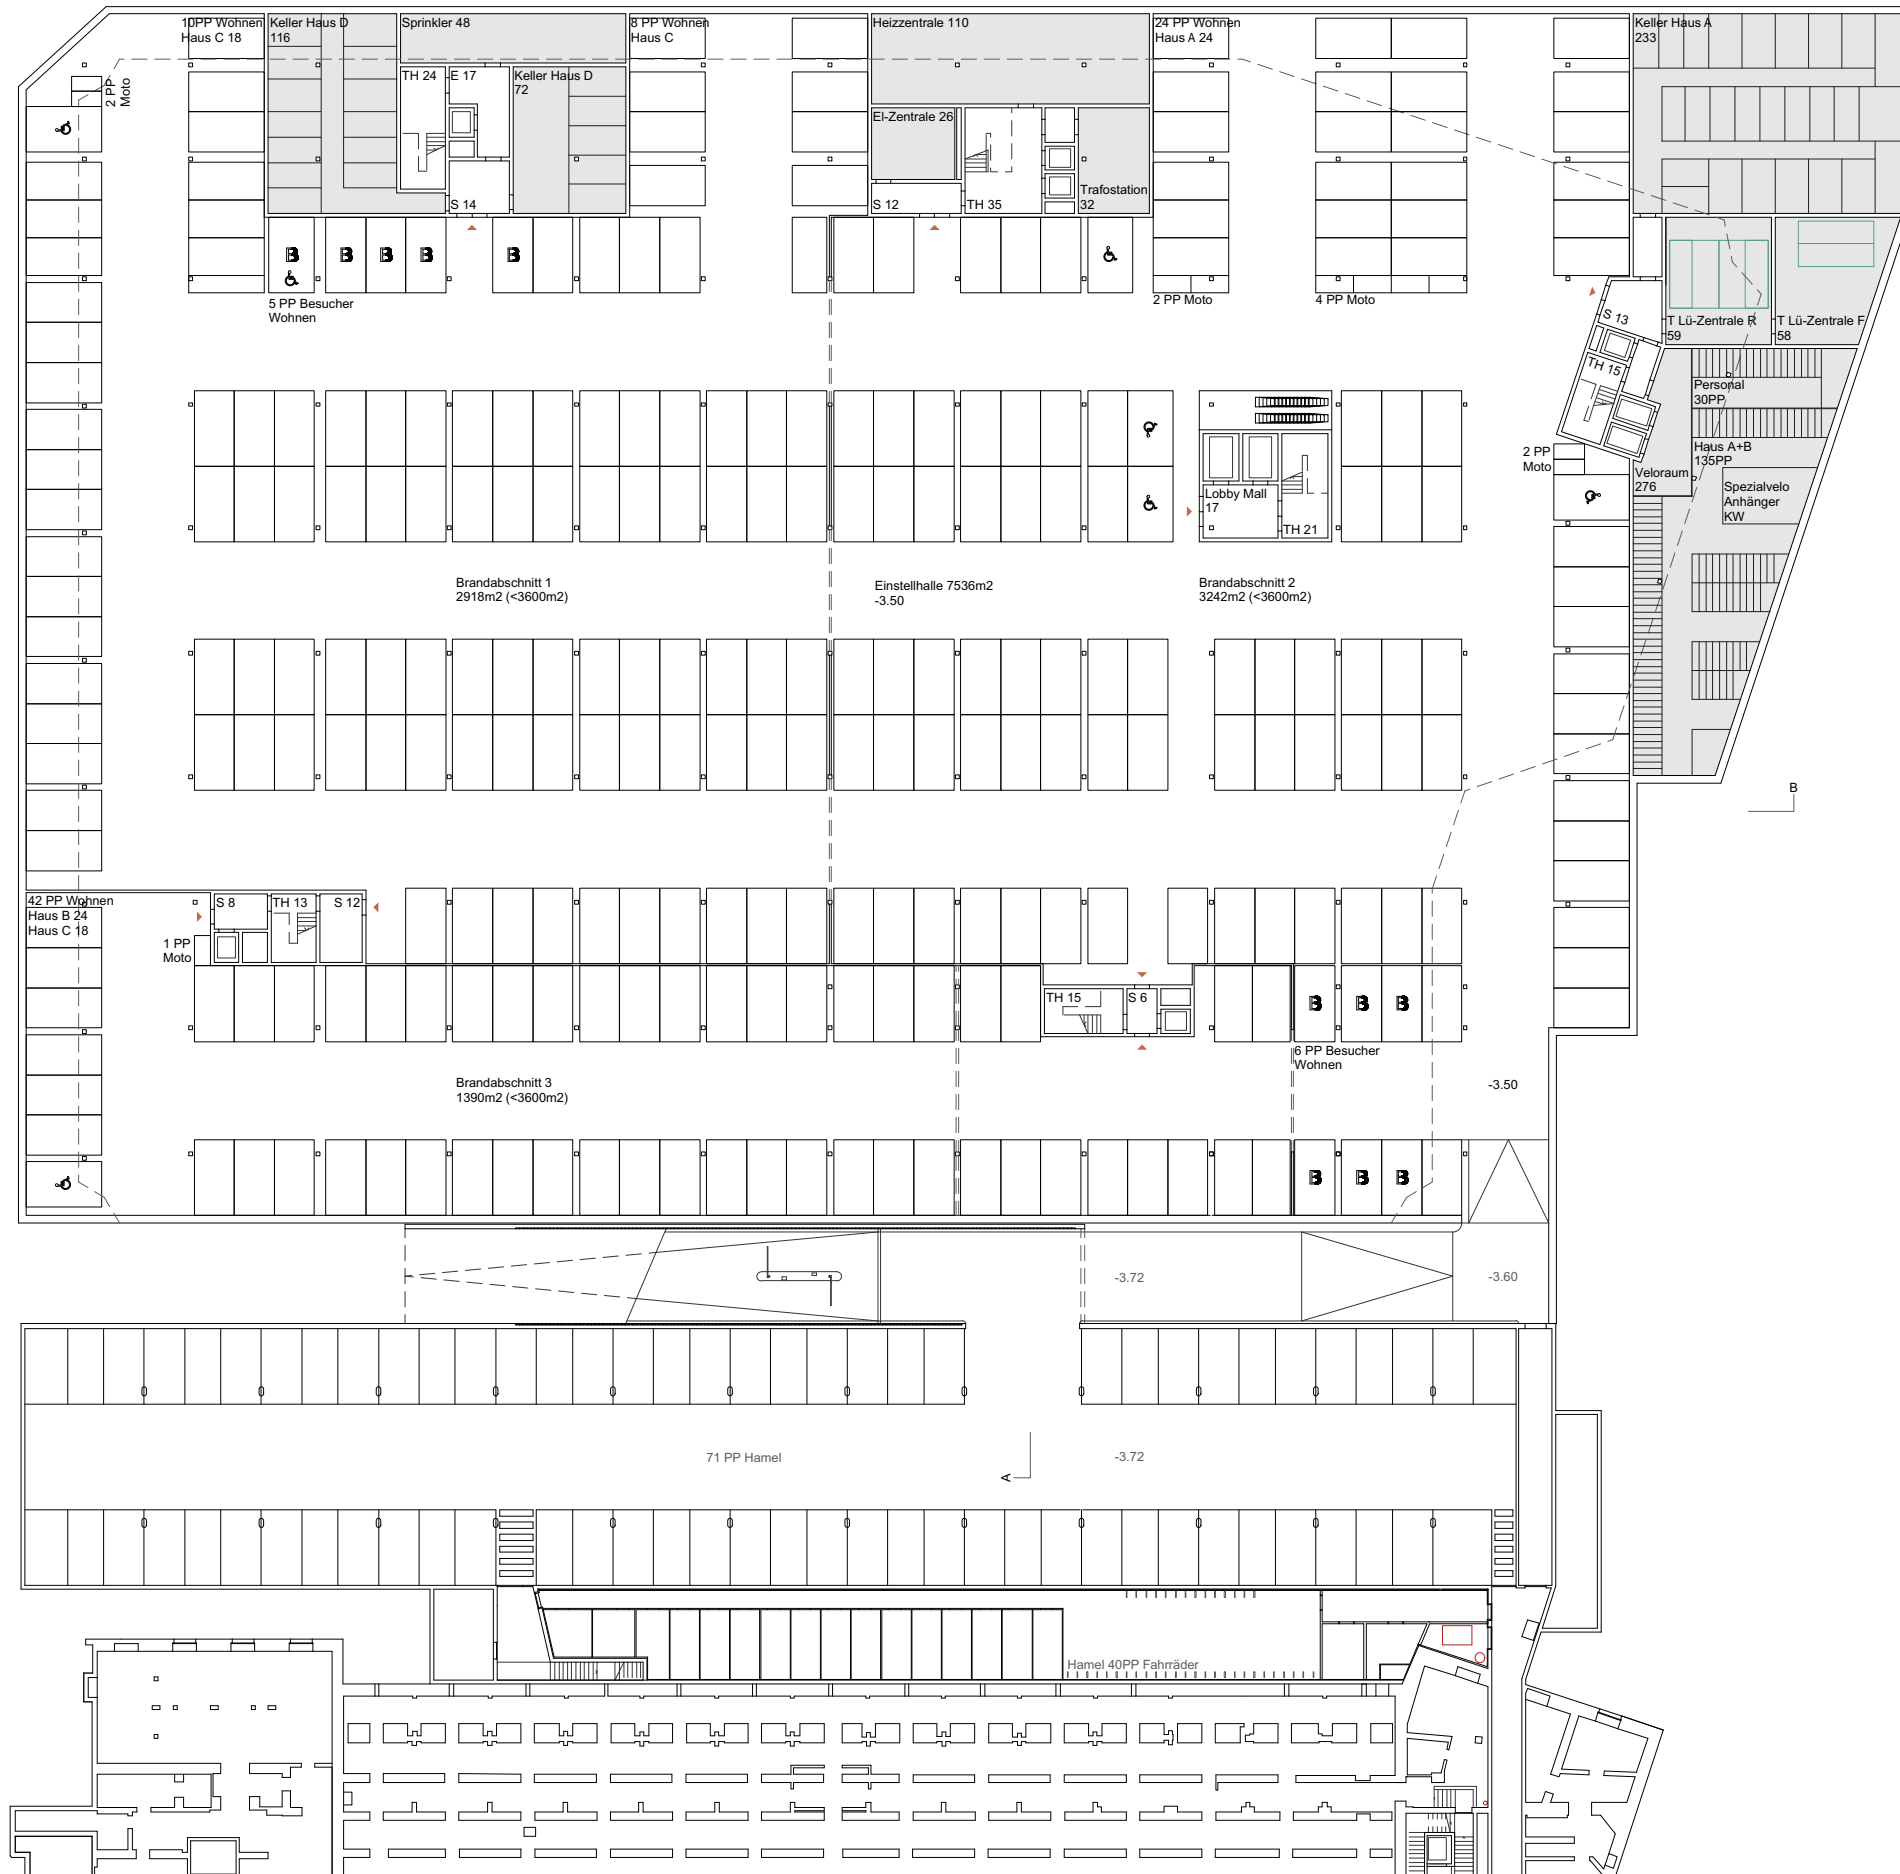 10PP Wohnen
Haus C 18
Keller Haus D
116
Sprinkler 48
8 PP Wohnen
Haus C
Heizzentrale 110
24 PP Wohnen
Haus A 24
Keller Haus A
233
2 PP
Moto
TH 24
E 17
Keller Haus D
72
El-Zentrale 26
Trafostation
32
S 14
S 12
TH 35
B
B
B
B
B
5 PP Besucher
Wohnen
2 PP Moto
4 PP Moto
S 13
TH 15
T Lü-Zentrale R
59
T Lü-Zentrale F
58
Personal
30PP
Haus A+B
135PP
2 PP
Moto
Veloraum
276
Spezialvelo
Anhänger
KW
Lobby Mall
17
TH 21
Brandabschnitt 1
2918m2 (<3600m2)
Einstellhalle 7536m2
-3.50
Brandabschnitt 2
3242m2 (<3600m2)
B
42 PP Wohnen
Haus B 24
Haus C 18
S 8
TH 13
S 12
1 PP
Moto
TH 15
S 6
B
B
B
6 PP Besucher
Wohnen
Brandabschnitt 3
1390m2 (<3600m2)
-3.50
B
B
B
-3.72
-3.60
71 PP Hamel
A
-3.72
Hamel 40PP Fahrräder